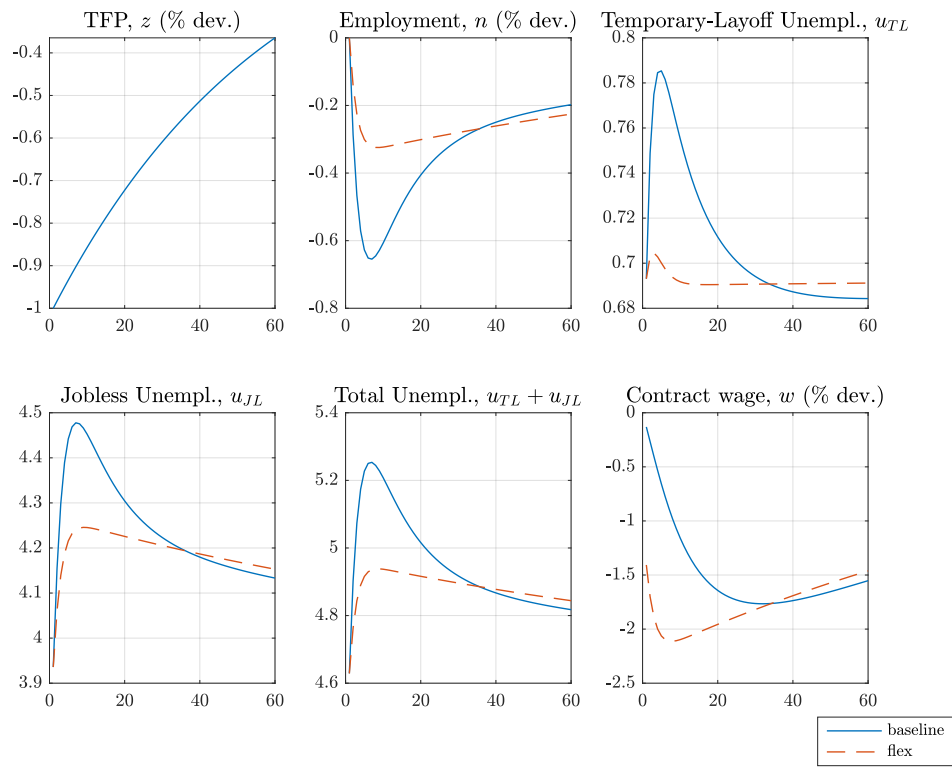 TFP, z (% dev.)
Employment, n (% dev.)
Temporary-Layoff Unempl., u_TL
-0.4
-0.5
-0.6
-0.7
-0.8
-0.9
-1
0 20 40 60
0
-0.2
-0.4
-0.6
-0.8
0 20 40 60
0.8
0.78
0.76
0.74
0.72
0.7
0.68
0 20 40 60
Jobless Unempl., u_JL
Total Unempl., u_TL + u_JL
Contract wage, w (% dev.)
4.5
4.4
4.3
4.2
4.1
4
3.9
0 20 40 60
5.4
5.2
5
4.8
4.6
0 20 40 60
0
-0.5
-1
-1.5
-2
-2.5
0 20 40 60
baseline
flex